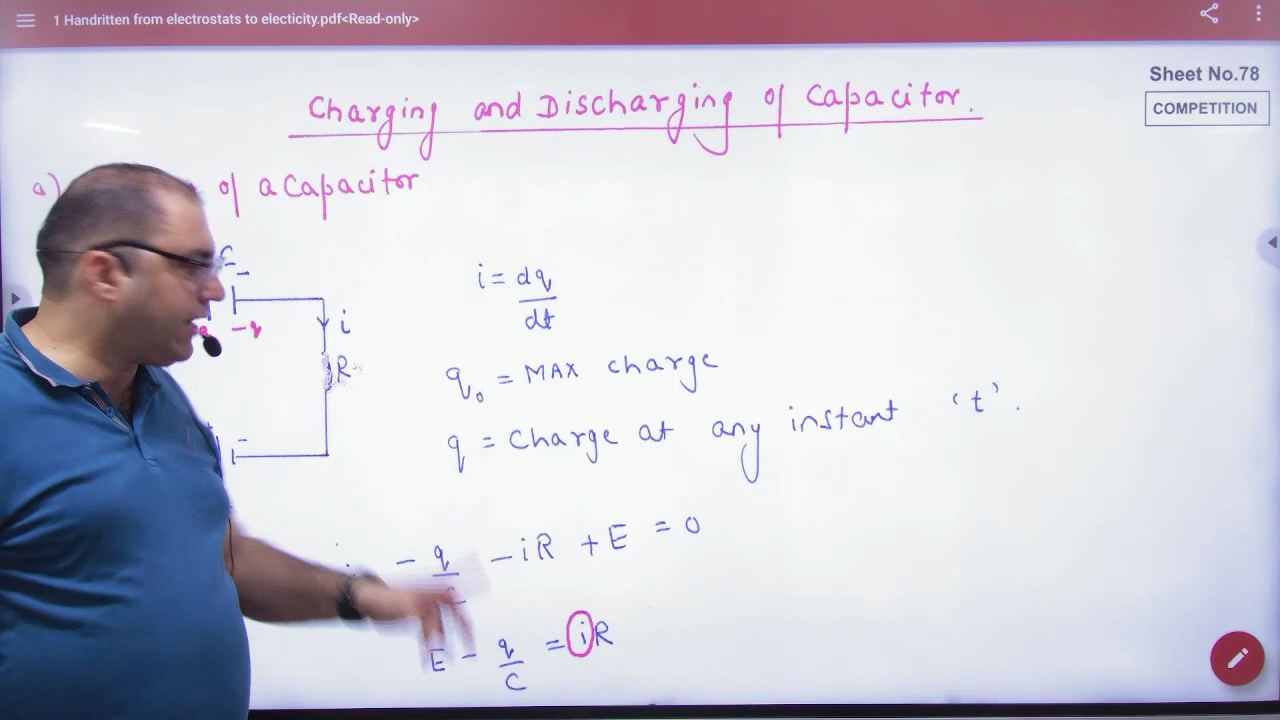 1 Handritten from electrostats to electicity.pdf<Read-only>
Sheet No.78
COMPETITION
Charging and Discharging of Capacitor.
a) of a Capacitor
C
-
-q
i
R
-
i = dq
dt
q₀ = MAX charge
q = charge at any instant 't'.
- q - iR + E = 0
E - q = iR
C